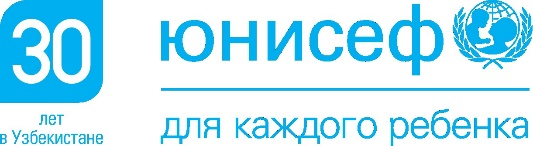 30
лет
в Узбекистане
юнисеф
для каждого ребенка